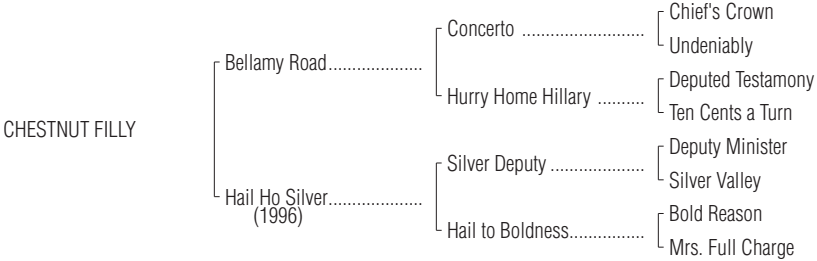 Chief's Crown
Concerto ........................
Undeniably
Bellamy Road...................
Deputed Testamony
Hurry Home Hillary ..........
Ten Cents a Turn
CHESTNUT FILLY
Deputy Minister
Silver Deputy ...................
Silver Valley
Hail Ho Silver...................
(1996)
Bold Reason
Hail to Boldness................
Mrs. Full Charge